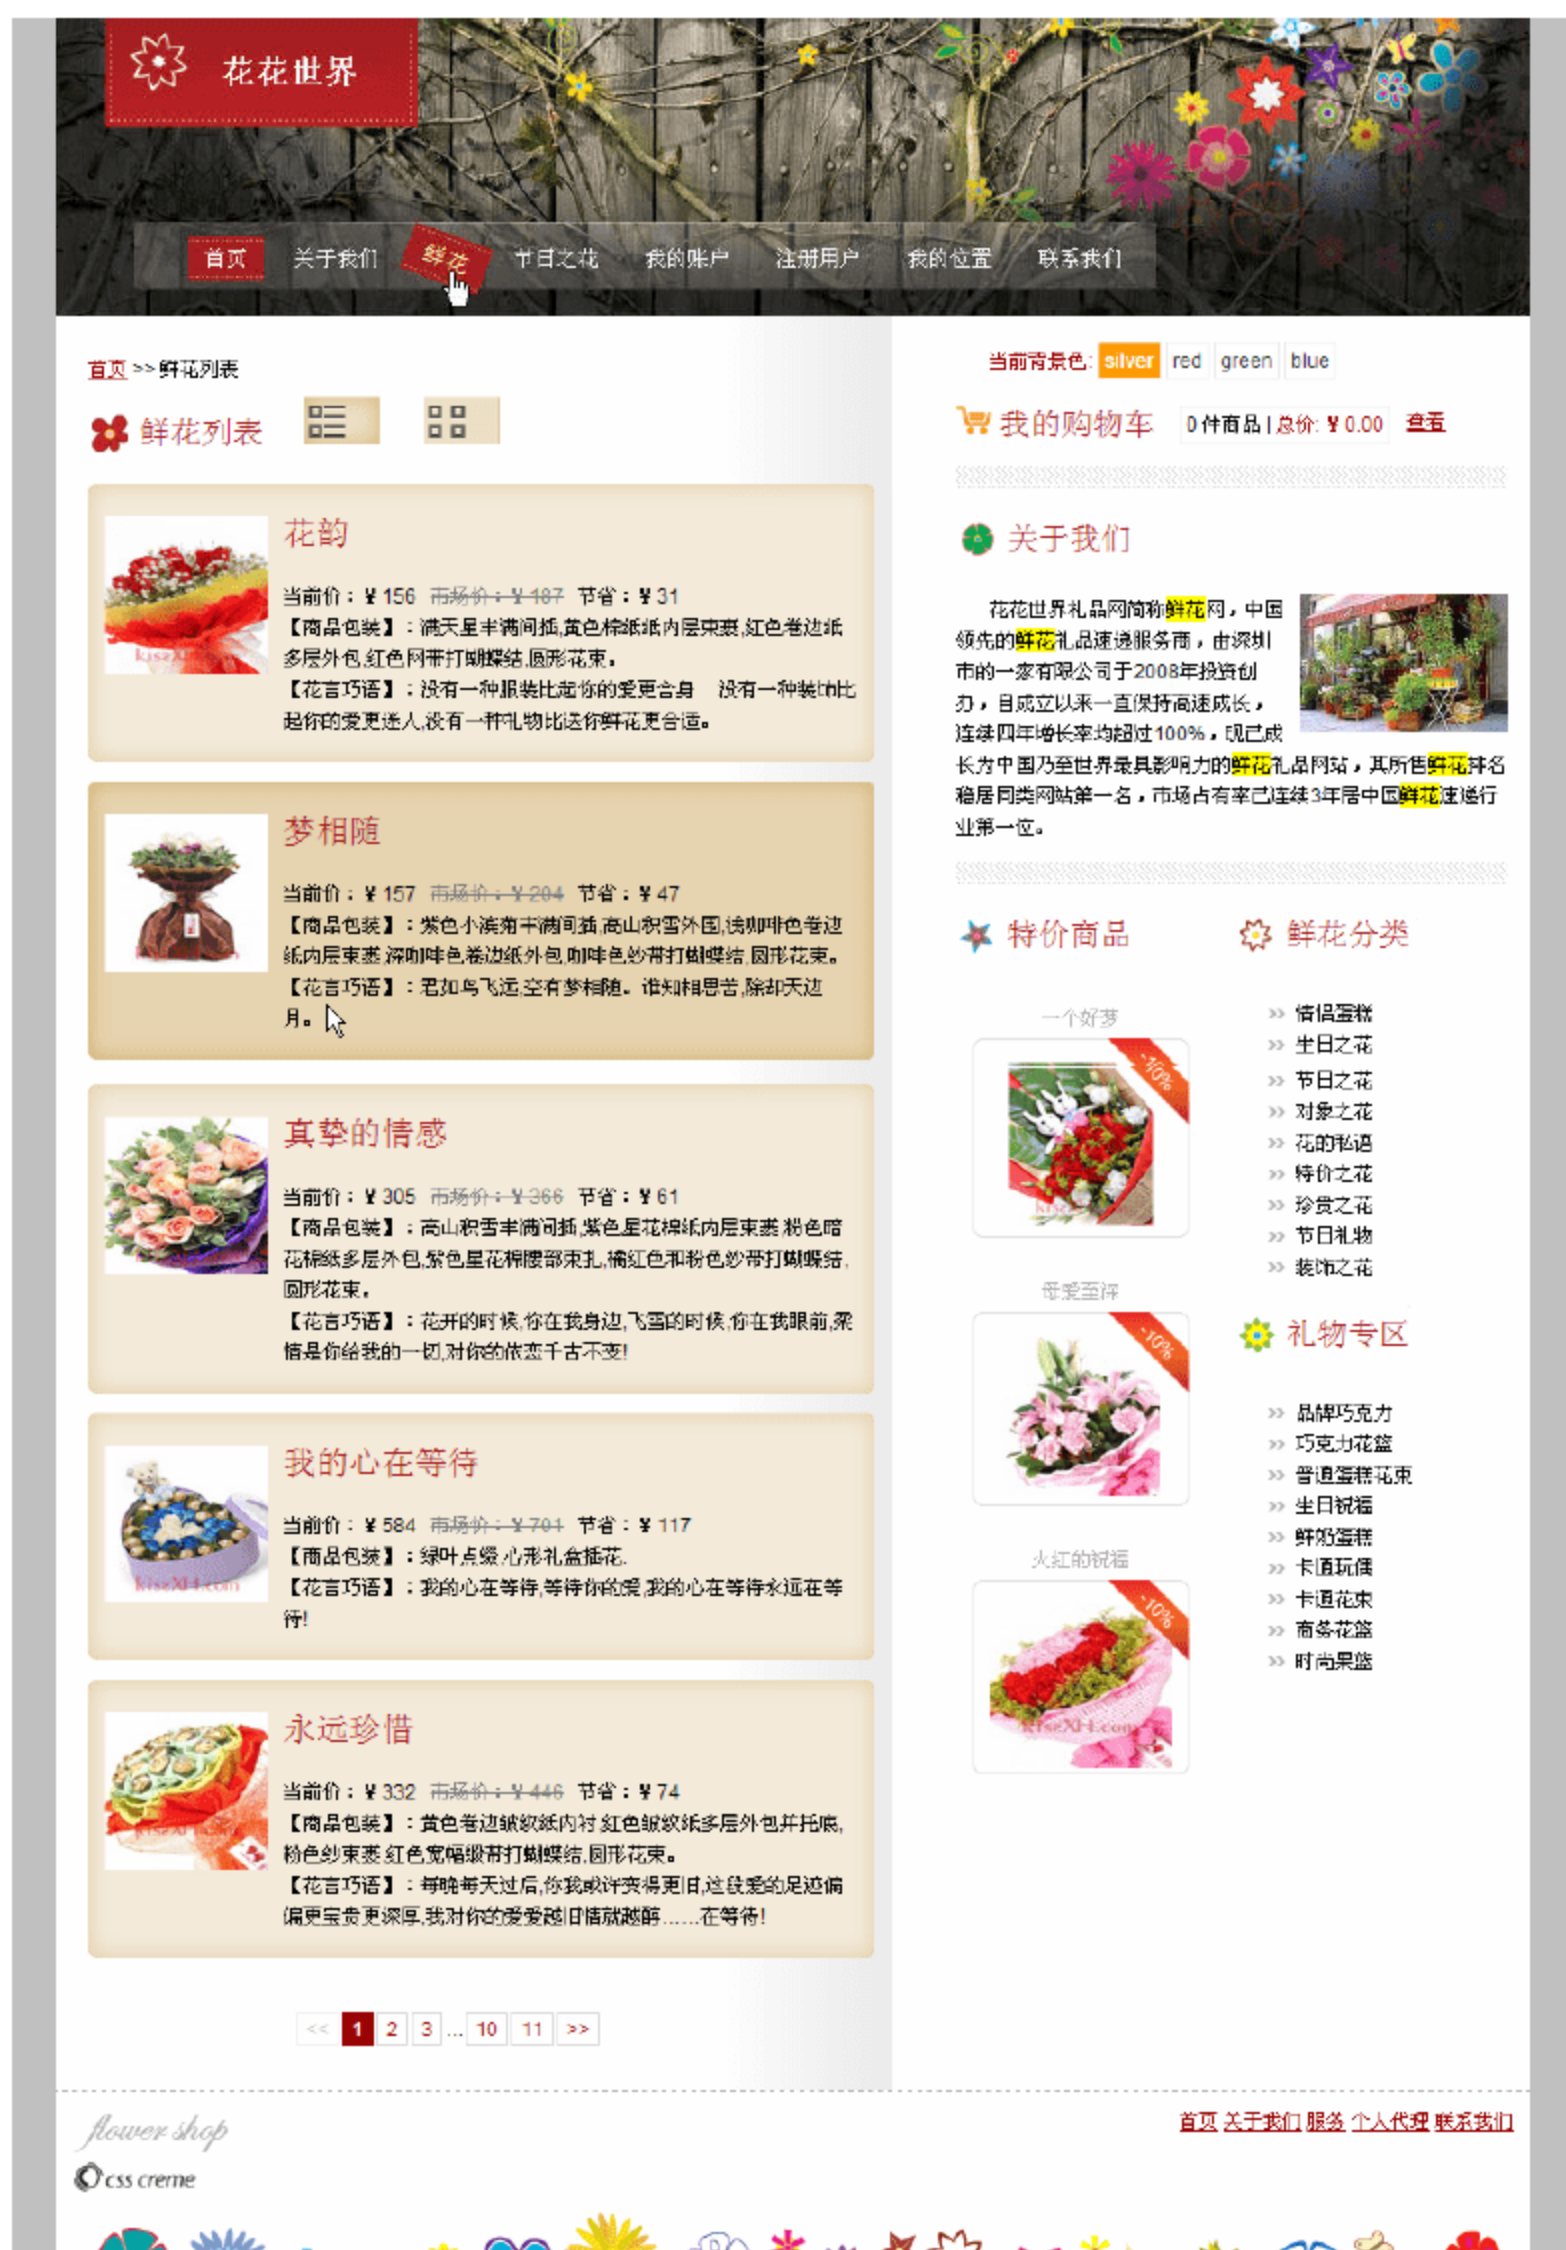 花花世界
首页 关于我们 鲜花 节日之花 我的账户 注册用户 我的位置 联系我们
首页 >> 鲜花列表
鲜花列表
花韵
当前价：¥ 156 市场价：¥ 187 节省：¥ 31
【商品包装】：满天星丰满间插,黄色棉纸纸内层束裹,红色卷边纸
多层外包,红色网带打蝴蝶结,圆形花束。
【花言巧语】：没有一种服装比起你的爱更合身 没有一种装饰比
起你的爱更迷人,没有一种礼物比送你鲜花更合适。
梦相随
当前价：¥ 157 市场价：¥ 204 节省：¥ 47
【商品包装】：紫色小滨菊丰满间插,高山积雪外围,浅咖啡色卷边
纸内层束裹,深咖啡色卷边纸外包,咖啡色纱带打蝴蝶结,圆形花束。
【花言巧语】：君如鸟飞远,空有梦相随。谁知相思苦,除却天边
月。
真挚的情感
当前价：¥ 305 市场价：¥ 366 节省：¥ 61
【商品包装】：高山积雪丰满间插,紫色星花棉纸内层束裹,粉色暗
花棉纸多层外包,紫色星花棉腰部束扎,橘红色和粉色纱带打蝴蝶结,
圆形花束。
【花言巧语】：花开的时候,你在我身边,飞雪的时候,你在我眼前,柔
情是你给我的一切,对你的依恋千古不变!
我的心在等待
当前价：¥ 584 市场价：¥ 701 节省：¥ 117
【商品包装】：绿叶点缀,心形礼盒插花.
【花言巧语】：我的心在等待,等待你的爱,我的心在等待永远在等
待!
永远珍惜
当前价：¥ 332 市场价：¥ 446 节省：¥ 74
【商品包装】：黄色卷边皱纹纸内衬,红色皱纹纸多层外包并托底,
粉色纱束裹,红色宽幅缎带打蝴蝶结,圆形花束。
【花言巧语】：每晚每天过后,你我或许变得更旧,这段爱的足迹偏
偏更宝贵更深厚,我对你的爱爱越旧情就越醇……在等待!
<< 1 2 3 ... 10 11 >>
当前背景色: silver red green blue
我的购物车 0 件商品 | 总价: ¥ 0.00 查看
关于我们
花花世界礼品网简称鲜花网，中国
领先的鲜花礼品速递服务商，由深圳
市的一家有限公司于2008年投资创
办，自成立以来一直保持高速成长，
连续四年增长率均超过100%，现已成
长为中国乃至世界最具影响力的鲜花礼品网站，其所售鲜花排名
稳居同类网站第一名，市场占有率已连续3年居中国鲜花速递行
业第一位。
特价商品
一个好梦
-10%
母爱至深
-10%
火红的祝福
-10%
kiseXH.com
鲜花分类
>> 情侣蛋糕
>> 生日之花
>> 节日之花
>> 对象之花
>> 花的私语
>> 特价之花
>> 珍贵之花
>> 节日礼物
>> 装饰之花
礼物专区
>> 品牌巧克力
>> 巧克力花篮
>> 普通蛋糕花束
>> 生日祝福
>> 鲜奶蛋糕
>> 卡通玩偶
>> 卡通花束
>> 商务花篮
>> 时尚果篮
flower shop
css creme
首页 关于我们 服务 个人代理 联系我们